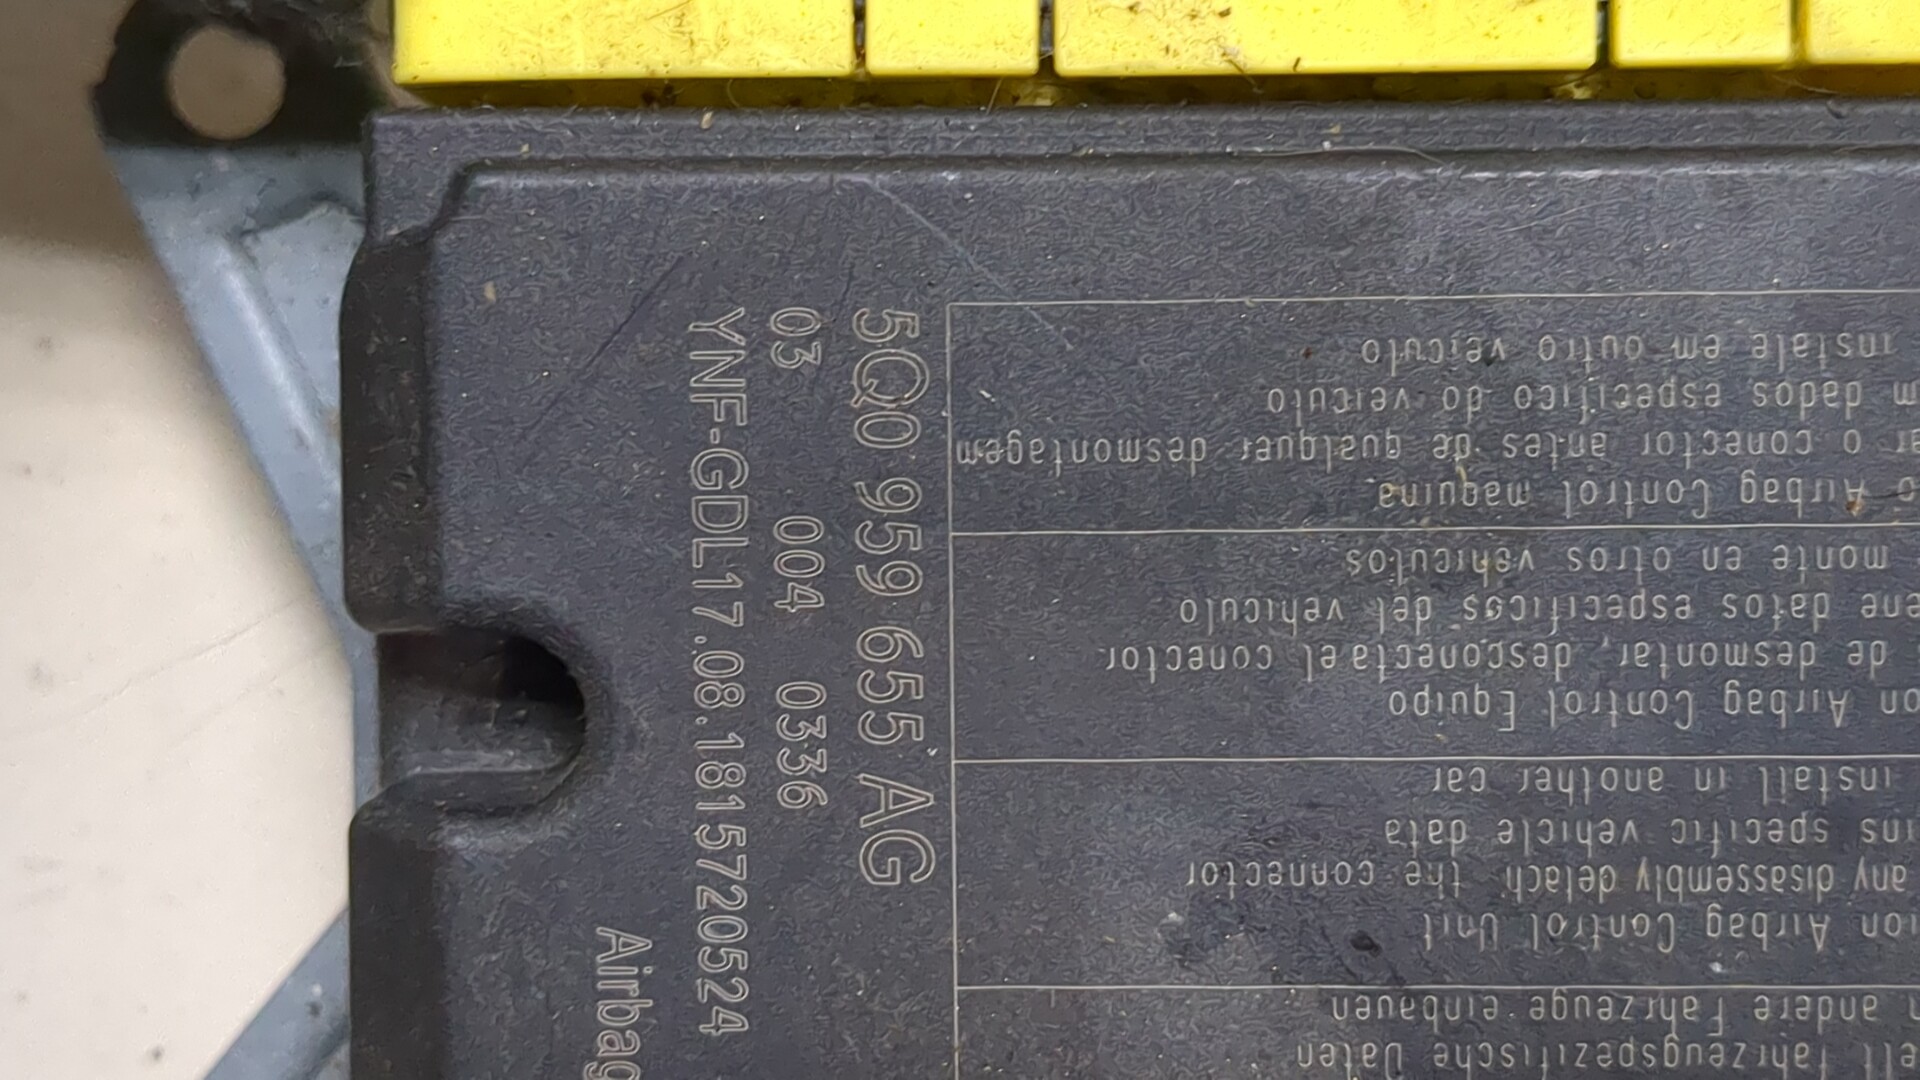 5Q0 959 655 AG
03 004 0336
YNF-GDL17.08.1815720524
Airbag
fahrzeugspezifische Daten
andere Fahrzeuge einbauen
ion Airbag Control Unit
any disassembly detach the connector
ins specific vehicle data
install in another car
on Airbag Control Equipo
de desmontar, desconecta el conector
ene datos especificos del vehiculo
monte en otros vehiculos
o Airbag Control maquina
ar o conector antes de qualquer desmontagem
m dados especifico do veiculo
instale em outro veiculo